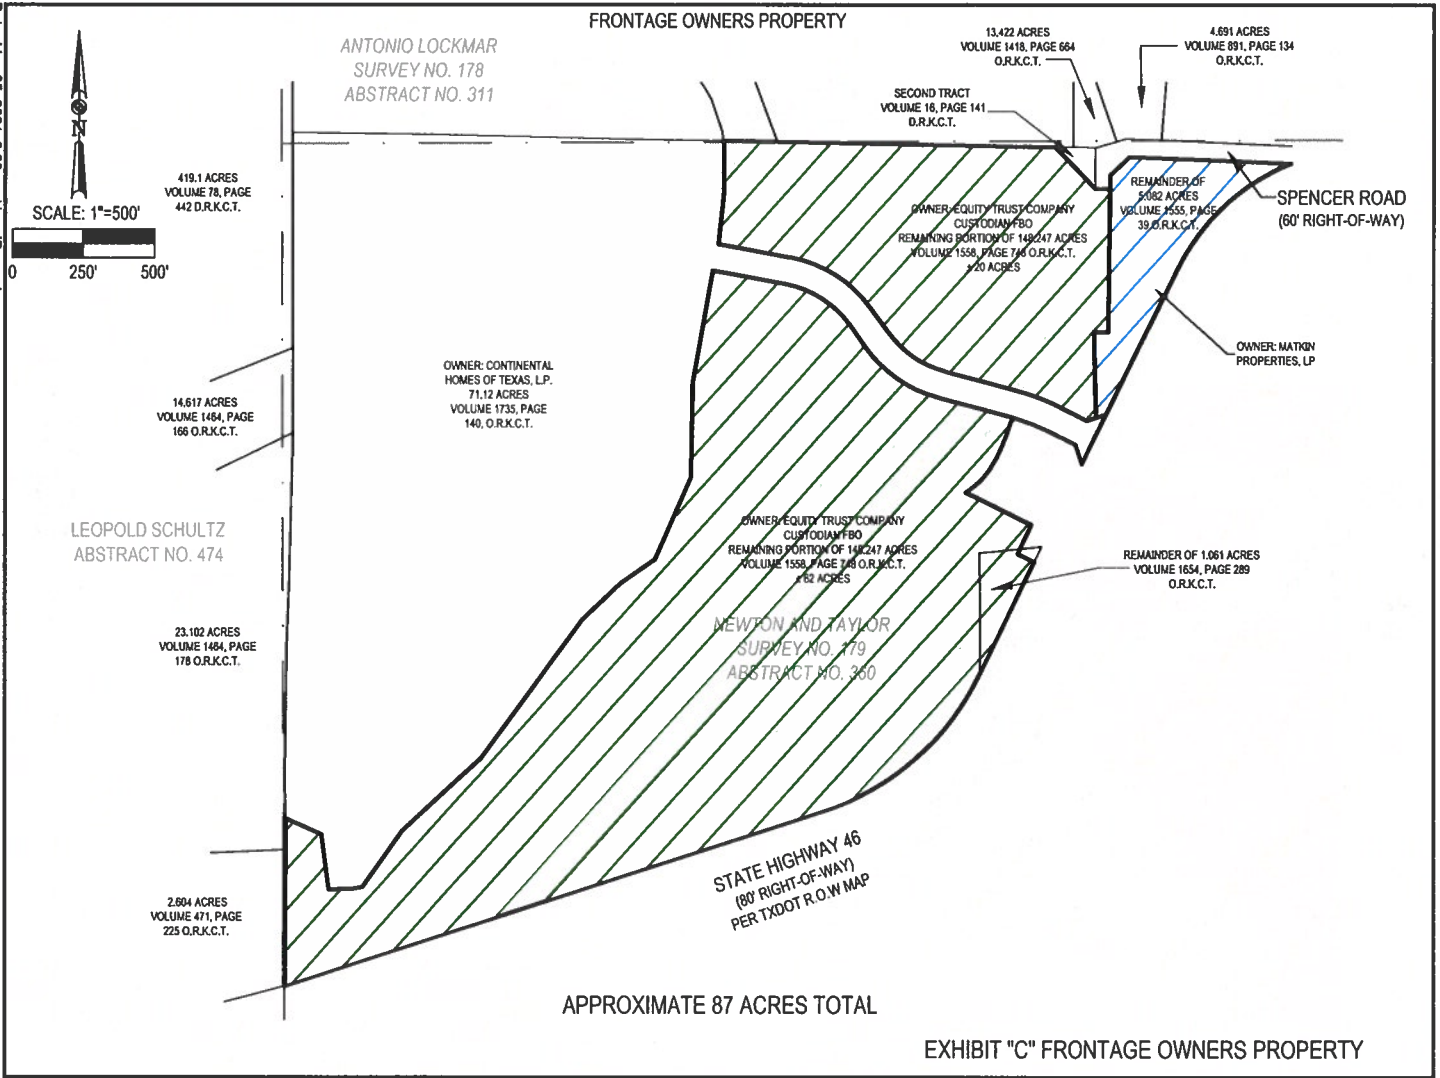 FRONTAGE OWNERS PROPERTY
ANTONIO LOCKMAR
SURVEY NO. 178
ABSTRACT NO. 311
13.422 ACRES
VOLUME 1418, PAGE 664
O.R.K.C.T.
4.691 ACRES
VOLUME 891, PAGE 134
O.R.K.C.T.
SECOND TRACT
VOLUME 16, PAGE 141
D.R.K.C.T.
N
SCALE: 1"=500'
0 250' 500'
419.1 ACRES
VOLUME 78, PAGE
442 D.R.K.C.T.
REMAINDER OF
5.082 ACRES
VOLUME 1555, PAGE
39 O.R.K.C.T.
SPENCER ROAD
(60' RIGHT-OF-WAY)
OWNER: EQUITY TRUST COMPANY
CUSTODIAN FBO
REMAINING PORTION OF 148.247 ACRES
VOLUME 1558, PAGE 748 O.R.K.C.T.
±20 ACRES
OWNER: MATKIN
PROPERTIES, LP
OWNER: CONTINENTAL
HOMES OF TEXAS, L.P.
71.12 ACRES
VOLUME 1735, PAGE
140, O.R.K.C.T.
14.617 ACRES
VOLUME 1464, PAGE
166 O.R.K.C.T.
LEOPOLD SCHULTZ
ABSTRACT NO. 474
OWNER: EQUITY TRUST COMPANY
CUSTODIAN FBO
REMAINING PORTION OF 148.247 ACRES
VOLUME 1558, PAGE 748 O.R.K.C.T.
± 62 ACRES
REMAINDER OF 1.061 ACRES
VOLUME 1654, PAGE 289
O.R.K.C.T.
NEWTON AND TAYLOR
SURVEY NO. 179
ABSTRACT NO. 360
23.102 ACRES
VOLUME 1464, PAGE
178 O.R.K.C.T.
STATE HIGHWAY 46
(80' RIGHT-OF-WAY)
PER TXDOT R.O.W MAP
2.604 ACRES
VOLUME 471, PAGE
225 O.R.K.C.T.
APPROXIMATE 87 ACRES TOTAL
EXHIBIT "C" FRONTAGE OWNERS PROPERTY